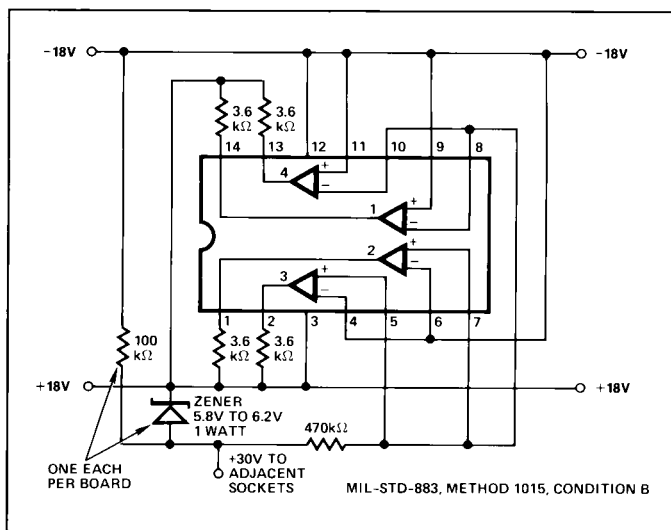 -18V -18V
3.6 kΩ 3.6 kΩ
14 13 12 11 10 9 8
4 + -
1 + -
2 + -
3 + -
1 2 3 4 5 6 7
100 kΩ
3.6 kΩ 3.6 kΩ
+18V +18V
ZENER
5.8V TO 6.2V
1 WATT
470kΩ
ONE EACH
PER BOARD
+30V TO
ADJACENT
SOCKETS
MIL-STD-883, METHOD 1015, CONDITION B